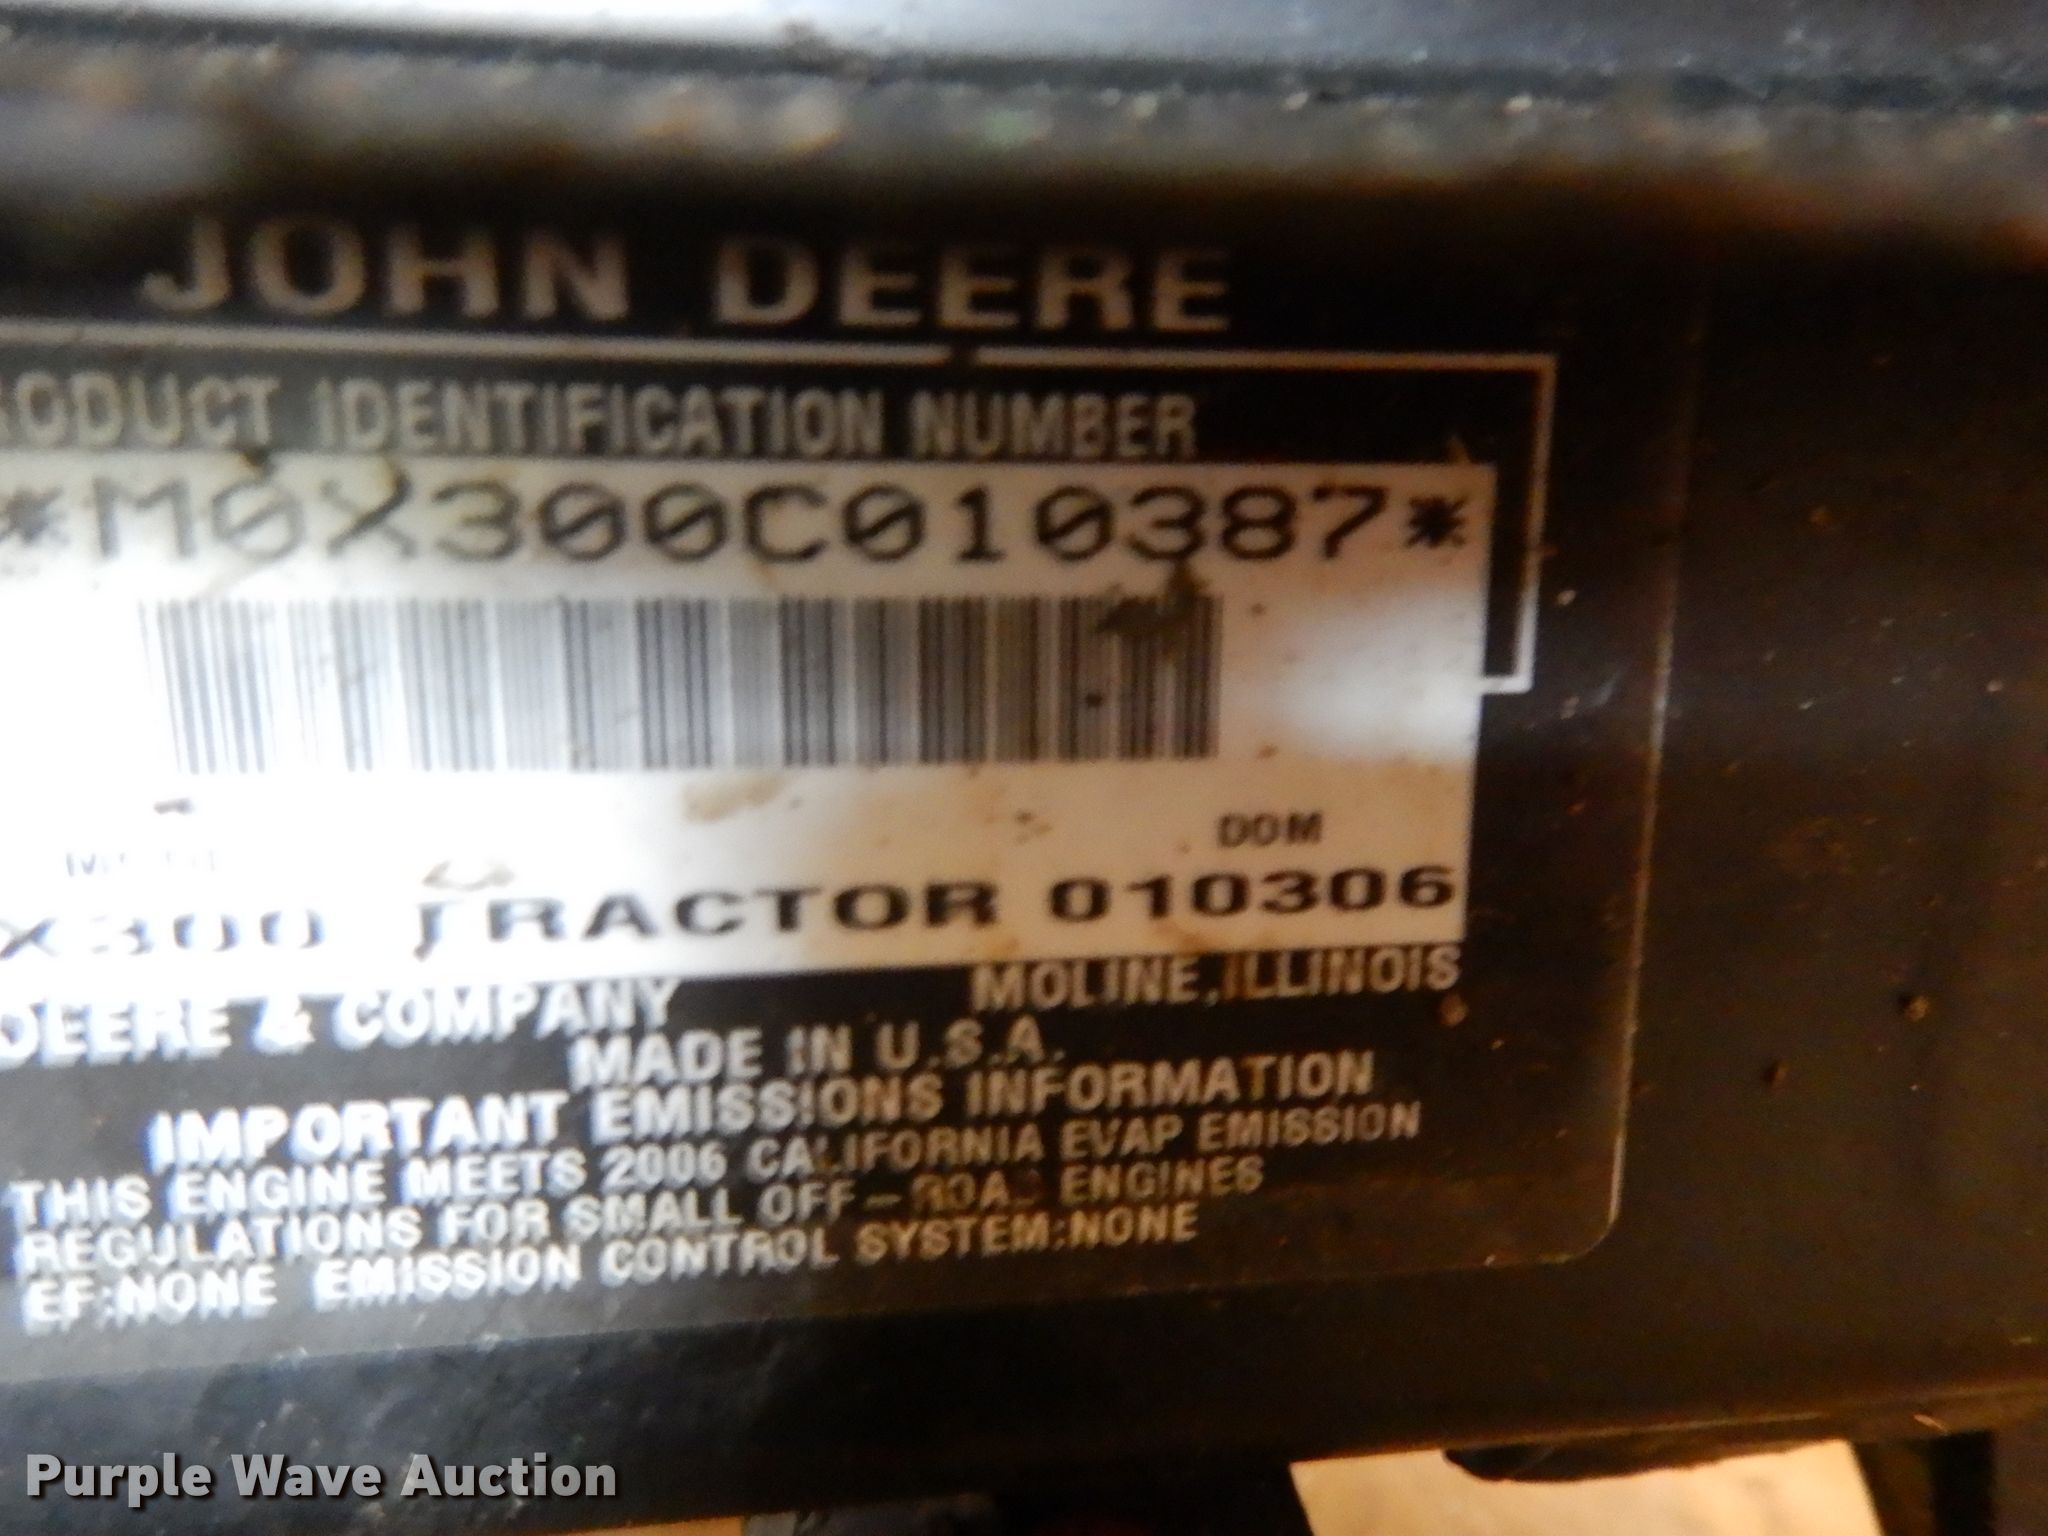 JOHN DEERE
PRODUCT IDENTIFICATION NUMBER
*M0X300C010387*
DOM
X300 TRACTOR 010306
DEERE & COMPANY MOLINE, ILLINOIS
MADE IN U.S.A.
IMPORTANT EMISSIONS INFORMATION
THIS ENGINE MEETS 2006 CALIFORNIA EVAP EMISSION
REGULATIONS FOR SMALL OFF-ROAD ENGINES
EF:NONE EMISSION CONTROL SYSTEM:NONE
Purple Wave Auction